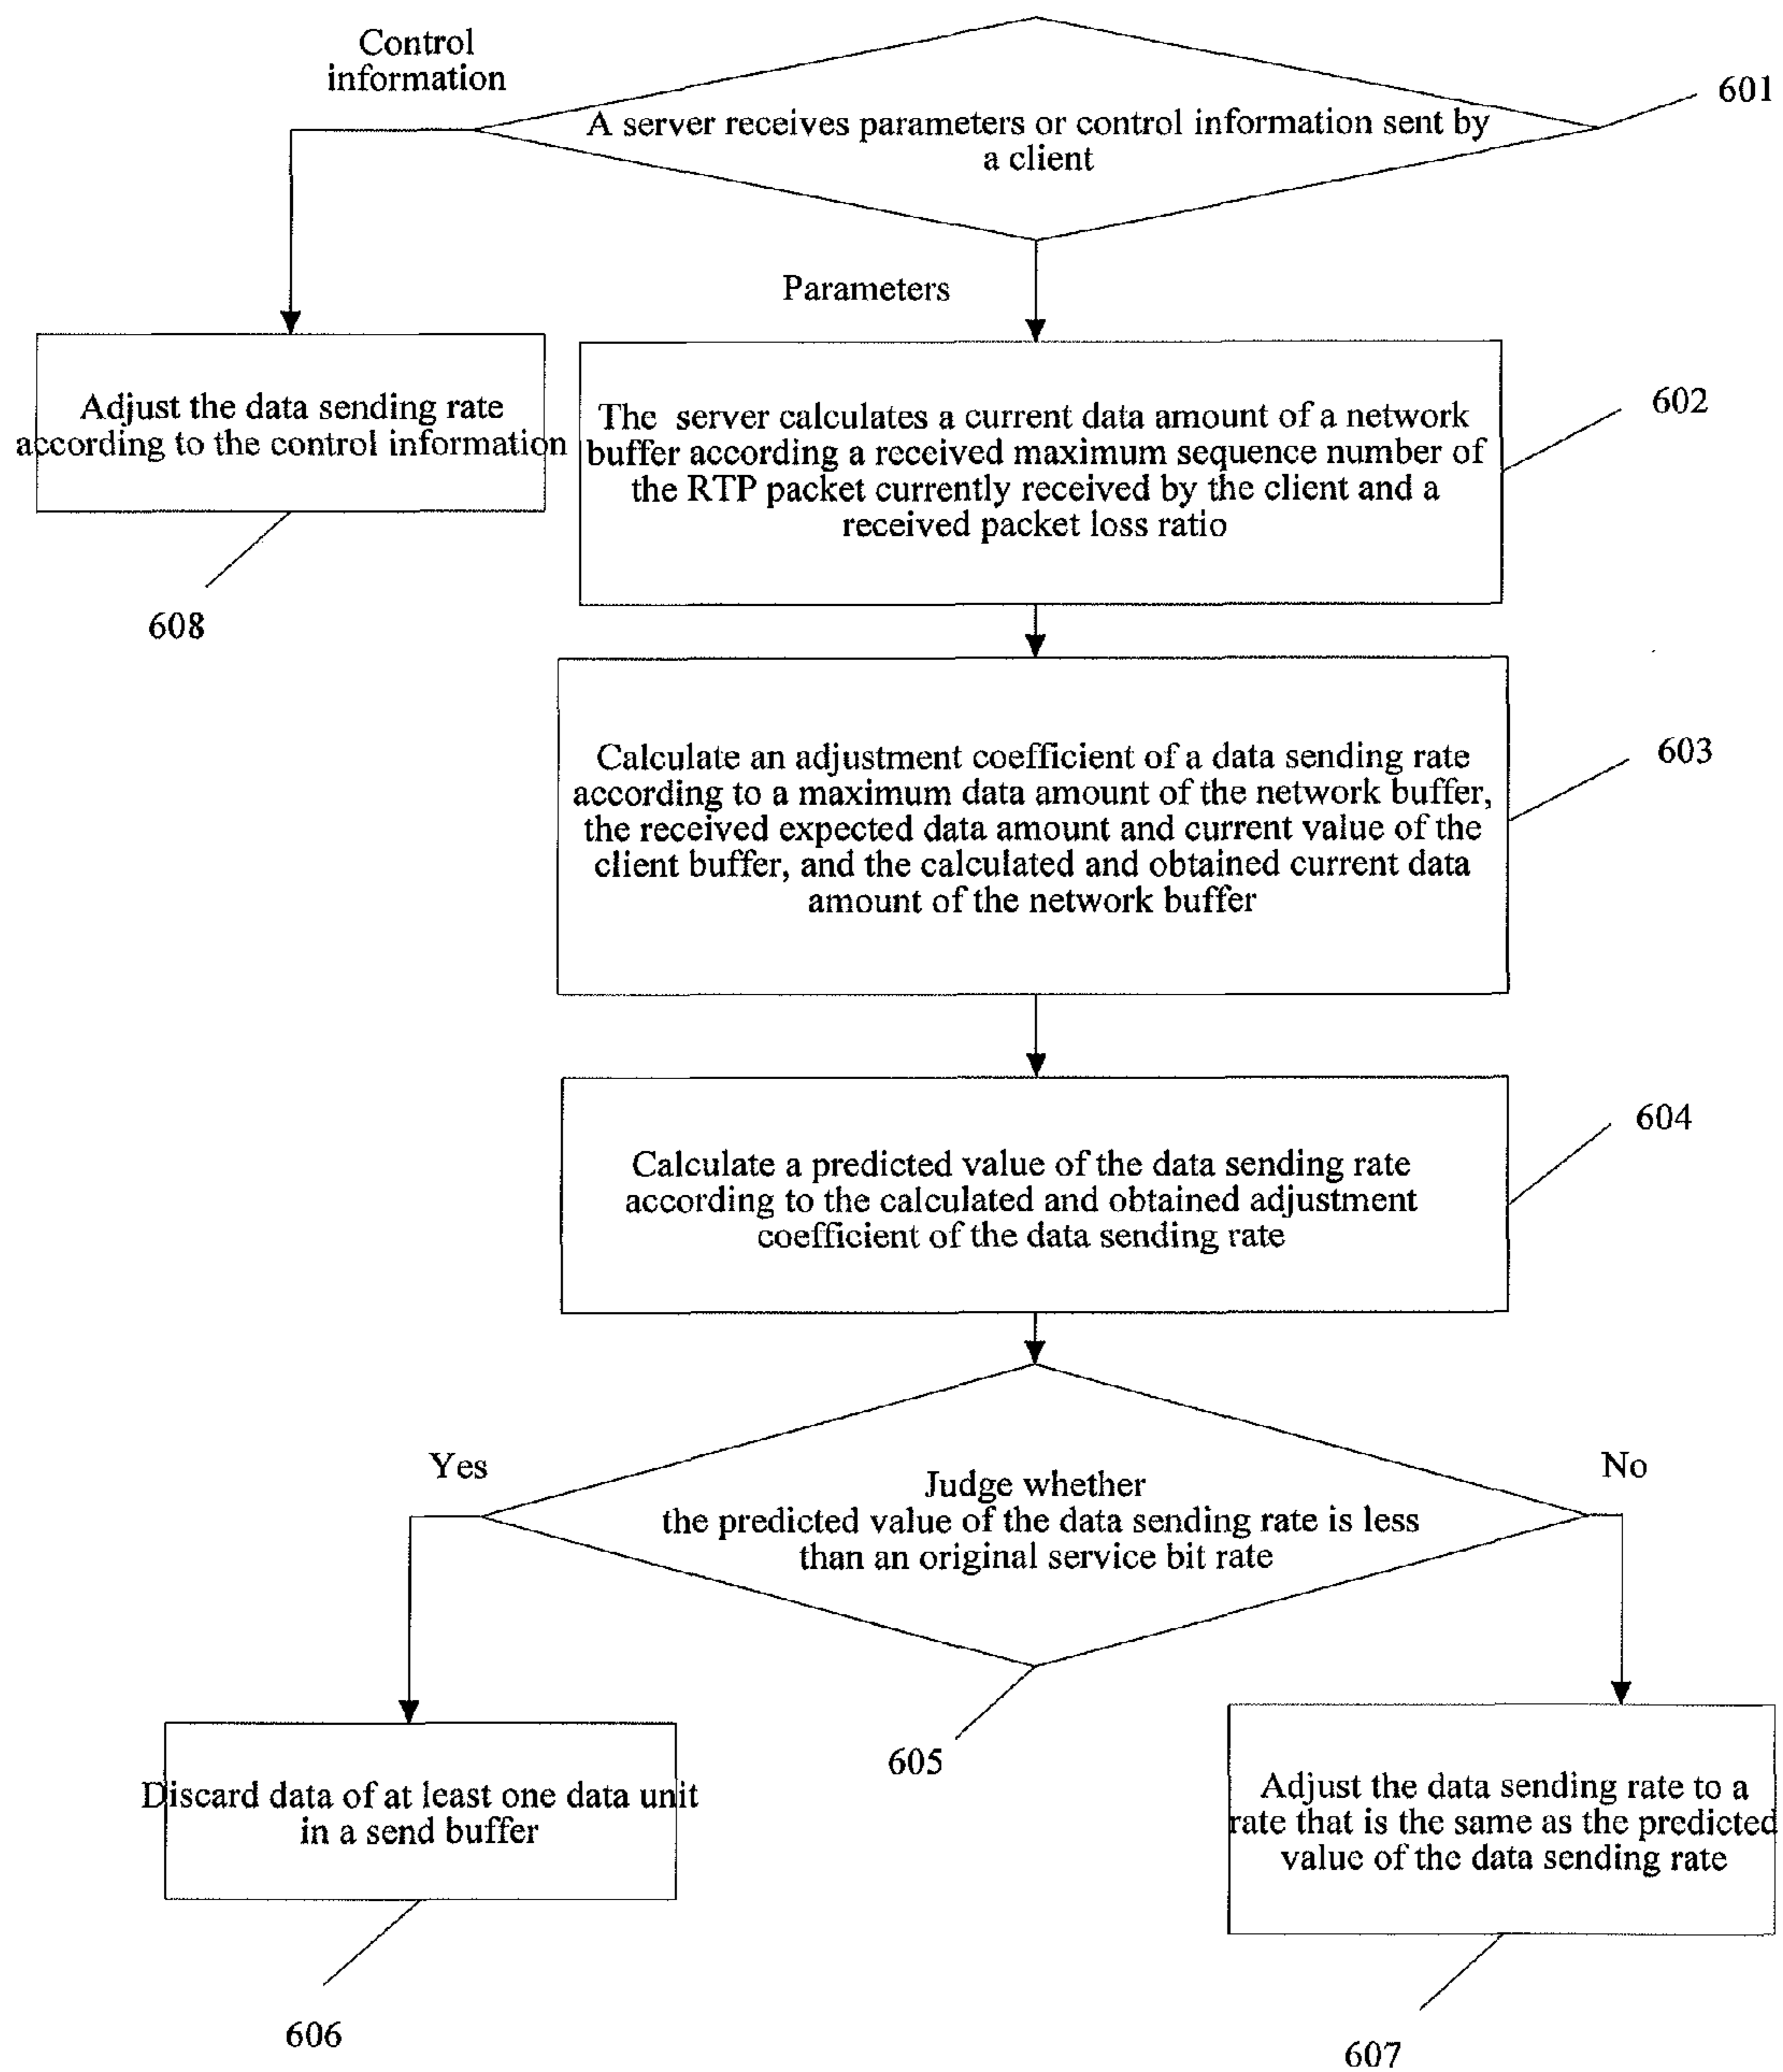 Control
information
601
A server receives parameters or control information sent by
a client
Parameters
Adjust the data sending rate
according to the control information
608
602
The server calculates a current data amount of a network
buffer according a received maximum sequence number of
the RTP packet currently received by the client and a
received packet loss ratio
603
Calculate an adjustment coefficient of a data sending rate
according to a maximum data amount of the network buffer,
the received expected data amount and current value of the
client buffer, and the calculated and obtained current data
amount of the network buffer
604
Calculate a predicted value of the data sending rate
according to the calculated and obtained adjustment
coefficient of the data sending rate
Yes
No
Judge whether
the predicted value of the data sending rate is less
than an original service bit rate
605
Discard data of at least one data unit
in a send buffer
606
Adjust the data sending rate to a
rate that is the same as the predicted
value of the data sending rate
607